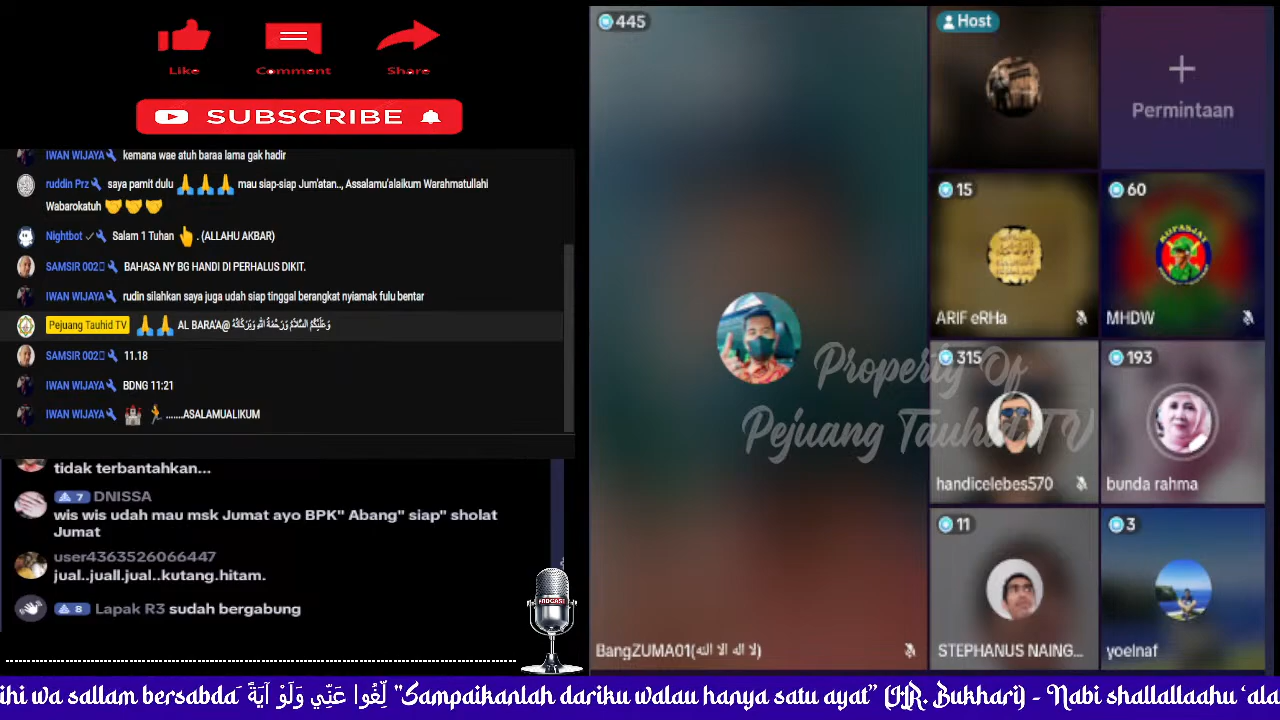 Like
Comment
Share
SUBSCRIBE
IWAN WIJAYA kemana wae atuh baraa lama gak hadir
ruddin Prz saya pamit dulu 🙏🙏🙏 mau siap-siap Jum'atan.., Assalamu'alaikum Warahmatullahi
Wabarokatuh 🤝🤝🤝
Nightbot ✓ Salam 1 Tuhan 👆. (ALLAHU AKBAR)
SAMSIR 002 BAHASA NY BG HANDI DI PERHALUS DIKIT.
IWAN WIJAYA rudin silahkan saya juga udah siap tinggal berangkat nyiamak fulu bentar
Pejuang Tauhid TV 🙏🙏 AL BARA'A@ وَعَلَيْكُمُ السَّلَامُ وَرَحْمَةُ اللهِ وَبَرَكَاتُهُ
SAMSIR 002 11.18
IWAN WIJAYA BDNG 11:21
IWAN WIJAYA 🏰 🏃 .......ASALAMUALIKUM
tidak terbantahkan...
7 DNISSA
wis wis udah mau msk Jumat ayo BPK" Abang" siap" sholat
Jumat
user4363526066447
jual..juall.jual..kutang.hitam.
8 Lapak R3 sudah bergabung
PODCAST
445
BangZUMA01(لا اله الا الله)
Host
+
Permintaan
15
ARIF eRHa
60
MHDW
315
handicelebes570
193
bunda rahma
11
STEPHANUS NAING...
3
yoelnaf
Property Of
Pejuang Tauhid TV
ihi wa sallam bersabda َ لِّغُوا عَنِّي وَلَوْ آيَةً "Sampaikanlah dariku walau hanya satu ayat" (HR. Bukhari) - Nabi shallallaahu 'ala